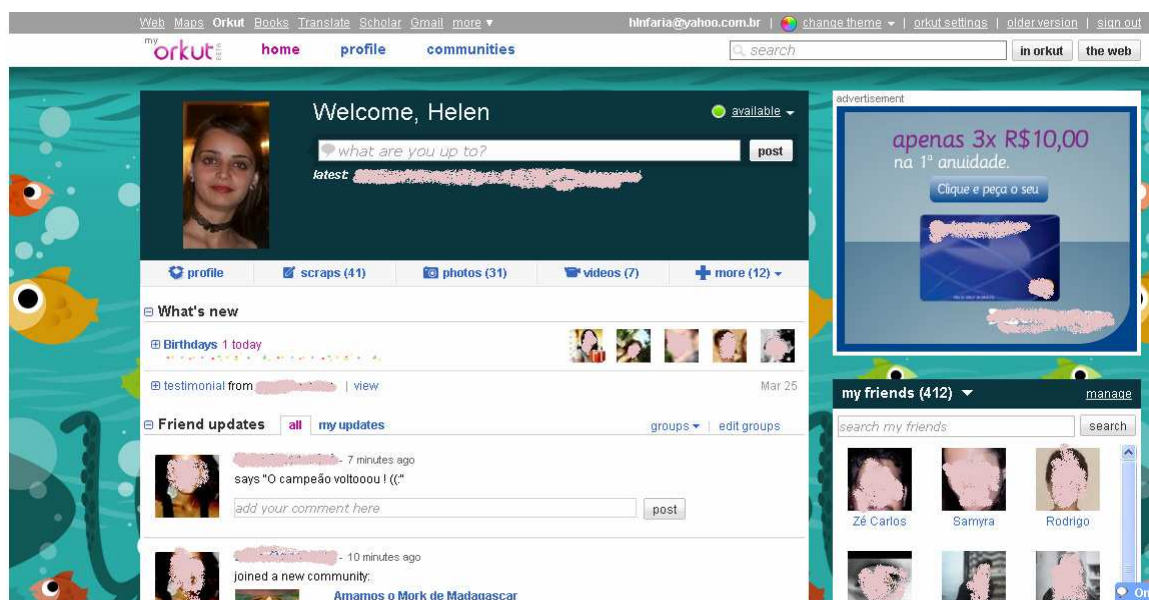 Web Maps Orkut Books Translate Scholar Gmail more ▼ hlnfaria@yahoo.com.br | change theme | orkut settings | older version | sign out
my orkut BETA home profile communities search in orkut the web
Welcome, Helen available
what are you up to? post
latest:
profile scraps (41) photos (31) videos (7) more (12)
What's new
Birthdays 1 today
testimonial from | view Mar 25
Friend updates all my updates groups | edit groups
- 7 minutes ago
says "O campeão voltooou ! ((:"
add your comment here post
- 10 minutes ago
joined a new community:
Amamos o Mork de Madagascar
advertisement
apenas 3x R$10,00
na 1ª anuidade.
Clique e peça o seu
my friends (412) manage
search my friends search
Zé Carlos Samyra Rodrigo